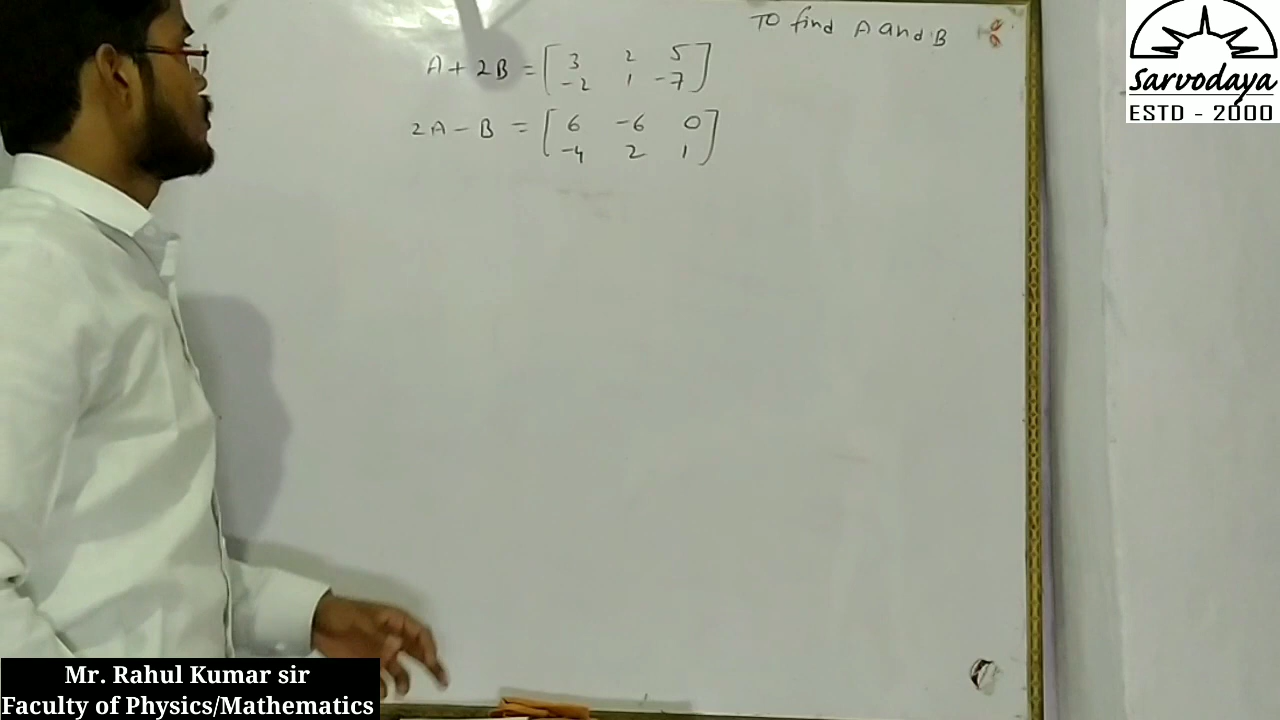 To find A and B
A + 2B = [ 3 2 5
-2 1 -7 ]
2A - B = [ 6 -6 0
-4 2 1 ]
Sarvodaya
ESTD - 2000
Mr. Rahul Kumar sir
Faculty of Physics/Mathematics